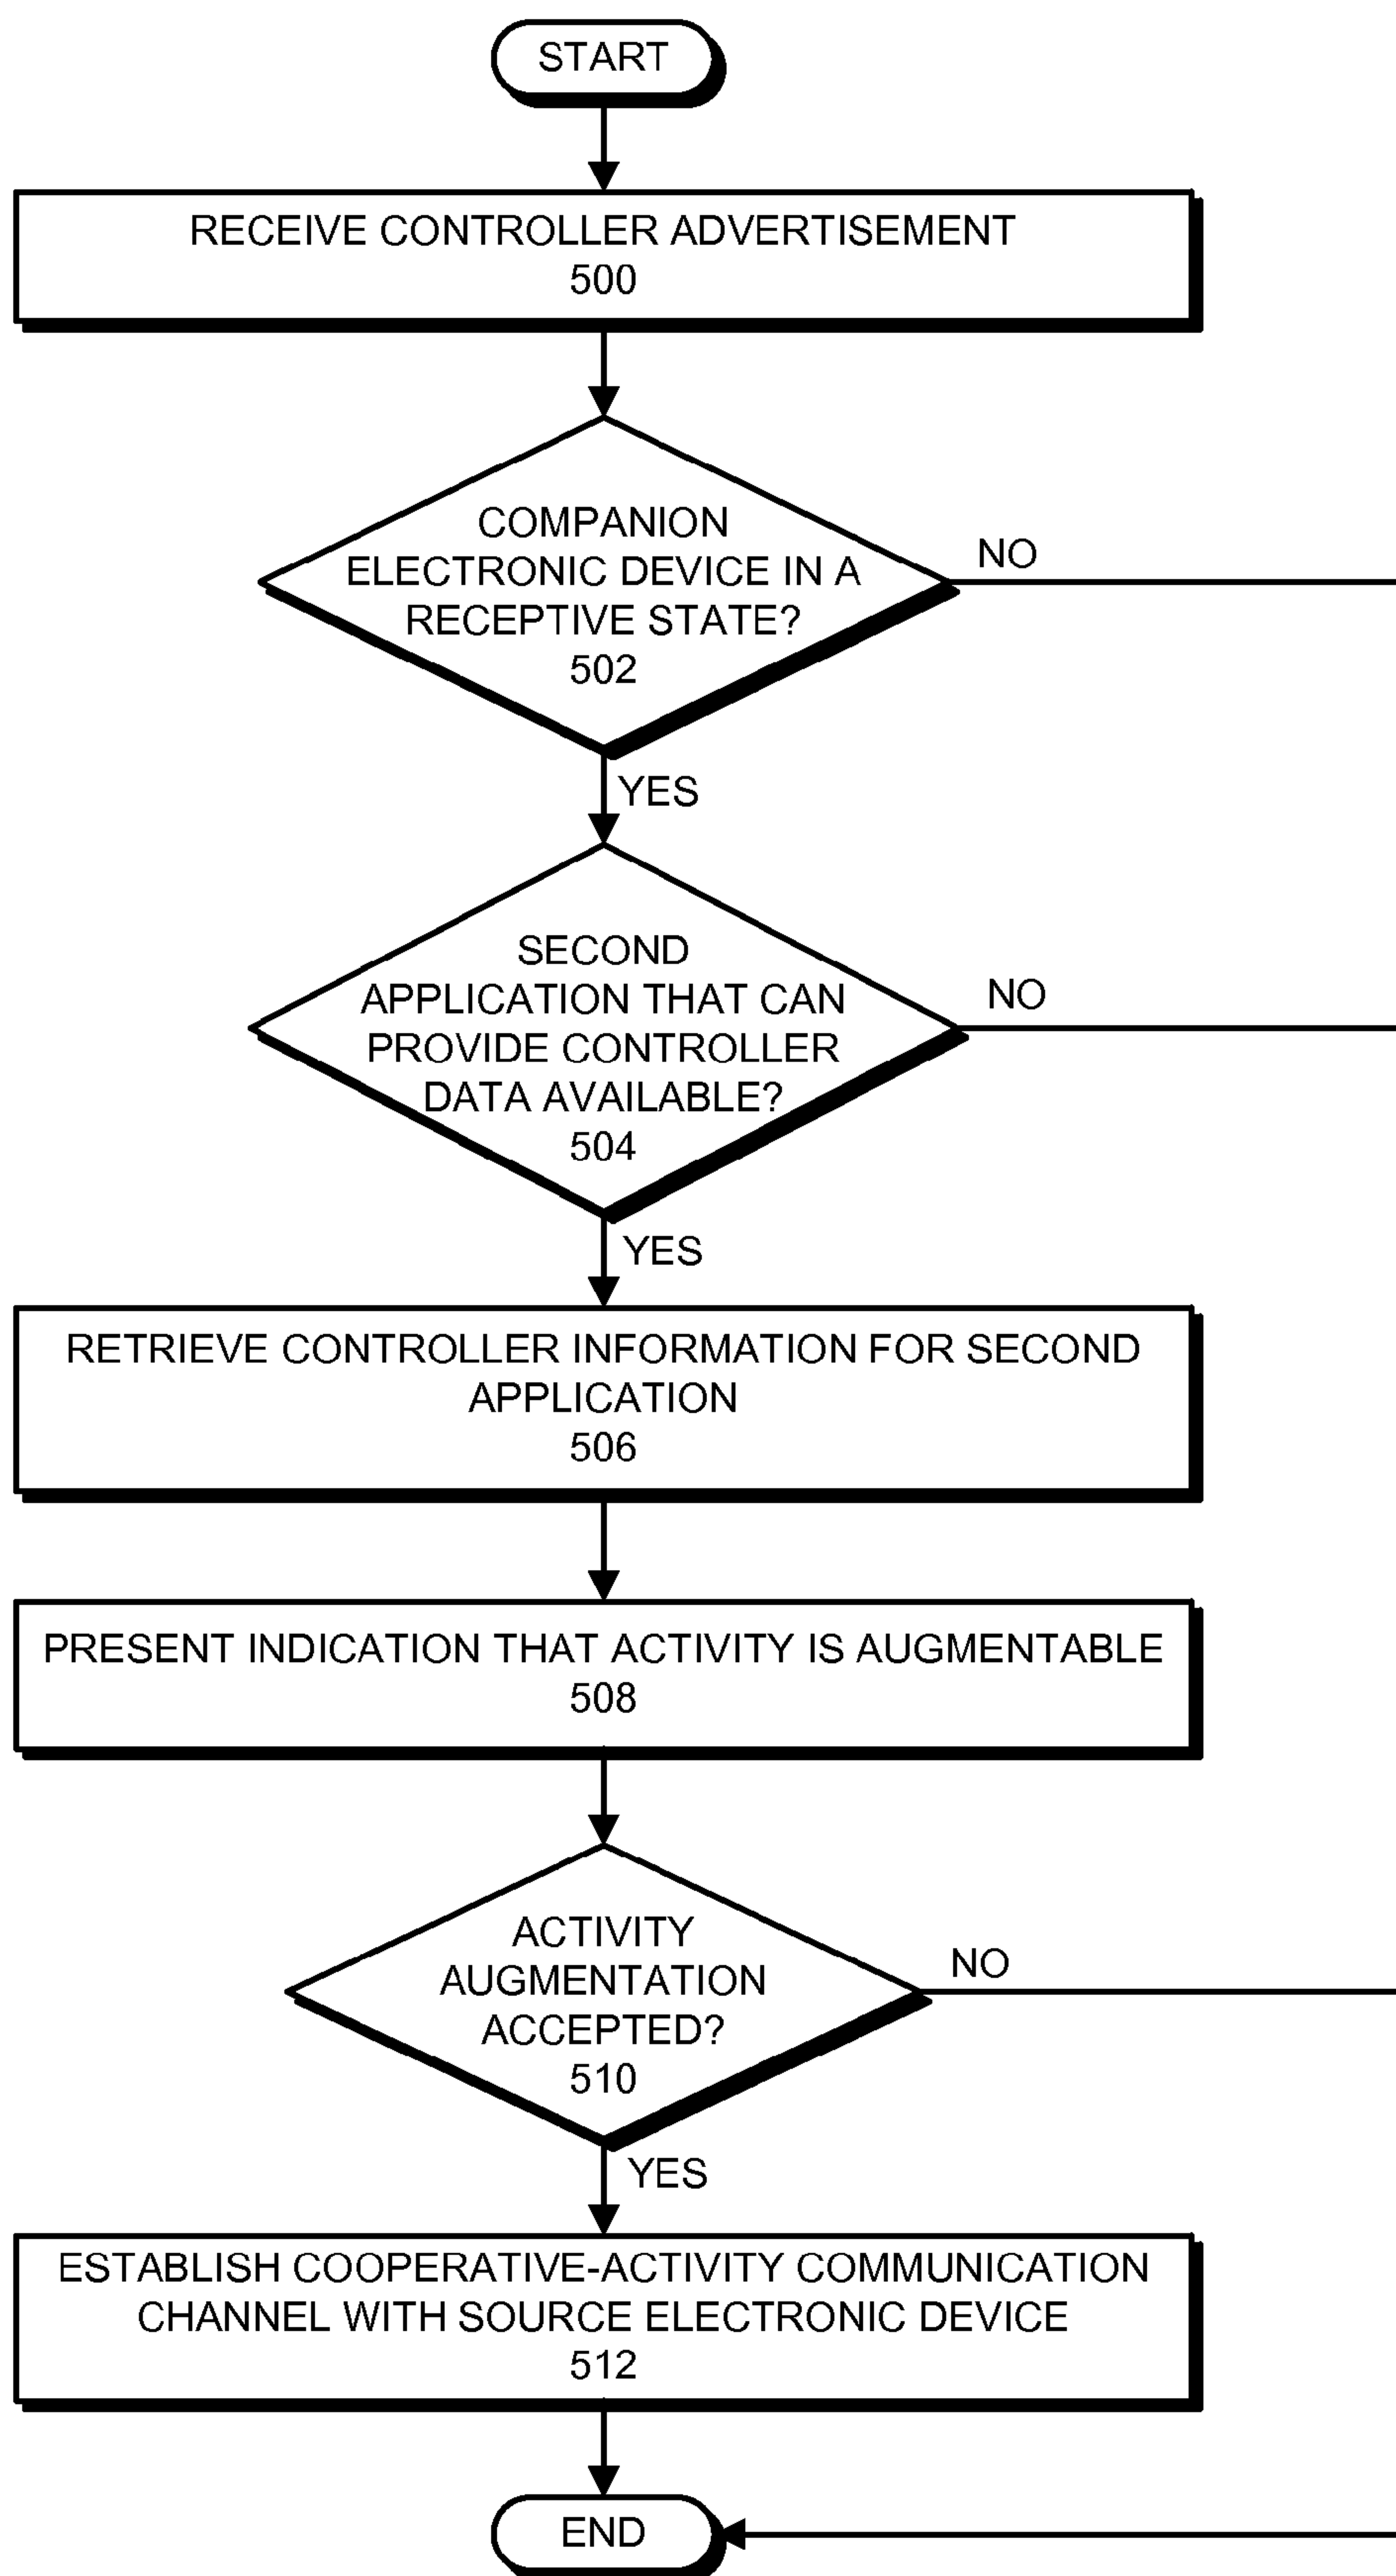 START
RECEIVE CONTROLLER ADVERTISEMENT
500
COMPANION
ELECTRONIC DEVICE IN A
RECEPTIVE STATE?
502
NO
YES
SECOND
APPLICATION THAT CAN
PROVIDE CONTROLLER
DATA AVAILABLE?
504
NO
YES
RETRIEVE CONTROLLER INFORMATION FOR SECOND
APPLICATION
506
PRESENT INDICATION THAT ACTIVITY IS AUGMENTABLE
508
ACTIVITY
AUGMENTATION
ACCEPTED?
510
NO
YES
ESTABLISH COOPERATIVE-ACTIVITY COMMUNICATION
CHANNEL WITH SOURCE ELECTRONIC DEVICE
512
END